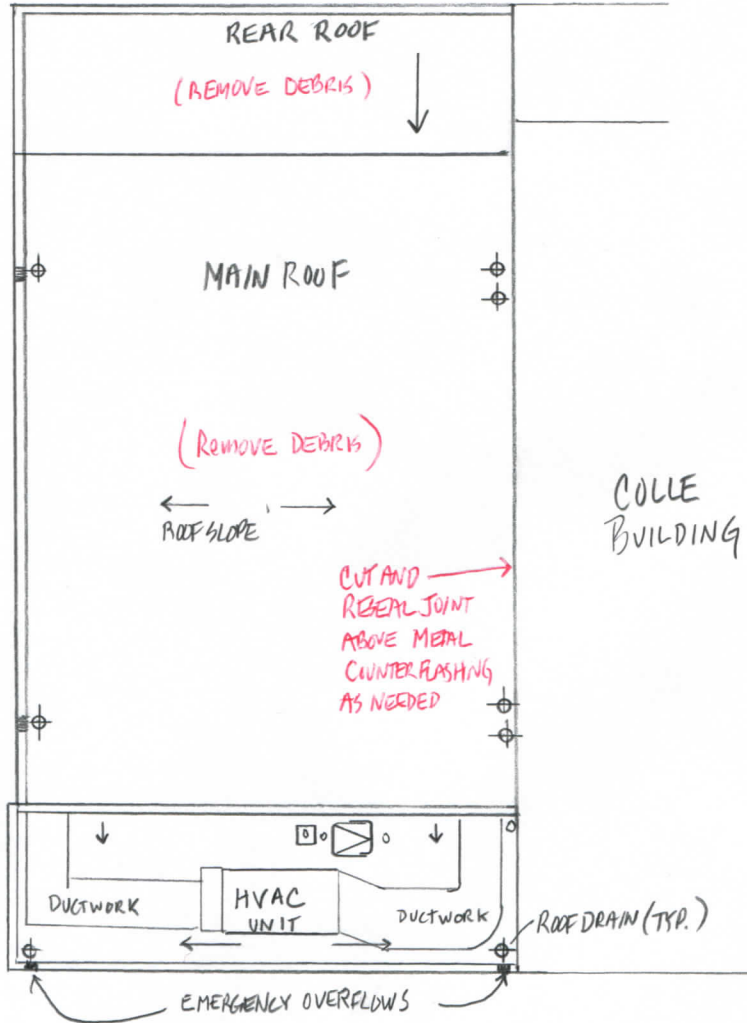 REAR ROOF
(REMOVE DEBRIS)
MAIN ROOF
(REMOVE DEBRIS)
ROOF SLOPE
COLLE
BUILDING
CUT AND
RESEAL JOINT
ABOVE METAL
COUNTERFLASHNG
AS NEEDED
DUCTWORK
HVAC
UNIT
DUCTWORK
ROOF DRAIN (TYP.)
EMERGENCY OVERFLOWS